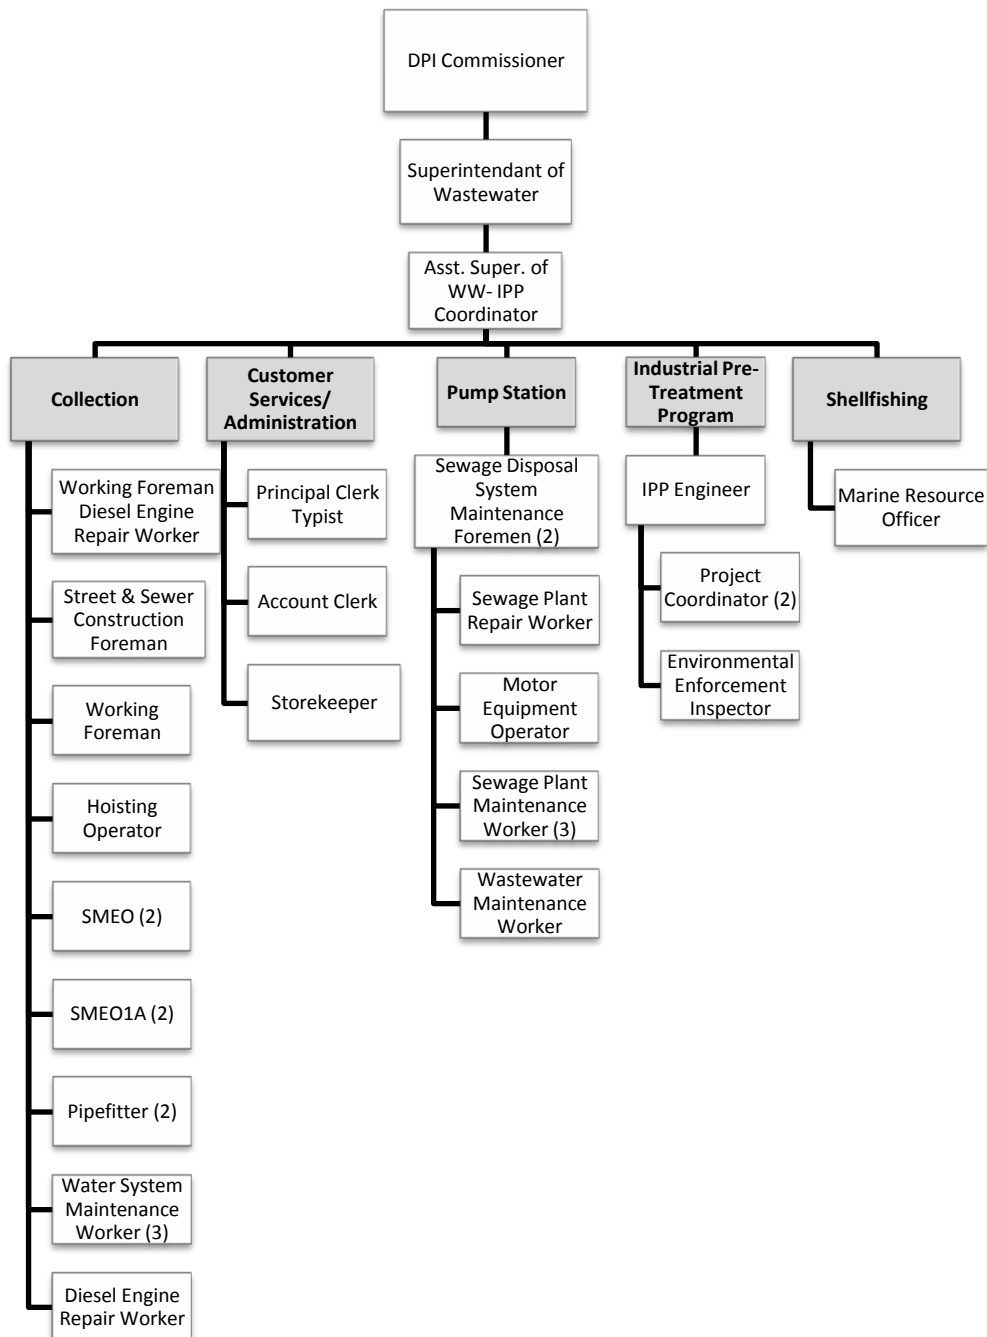 DPI Commissioner
Superintendant of
Wastewater
Asst. Super. of
WW- IPP
Coordinator
Collection
Customer
Services/
Administration
Pump Station
Industrial Pre-
Treatment
Program
Shellfishing
Working Foreman
Diesel Engine
Repair Worker
Street & Sewer
Construction
Foreman
Working
Foreman
Hoisting
Operator
SMEO (2)
SMEO1A (2)
Pipefitter (2)
Water System
Maintenance
Worker (3)
Diesel Engine
Repair Worker
Principal Clerk
Typist
Account Clerk
Storekeeper
Sewage Disposal
System
Maintenance
Foremen (2)
Sewage Plant
Repair Worker
Motor
Equipment
Operator
Sewage Plant
Maintenance
Worker (3)
Wastewater
Maintenance
Worker
IPP Engineer
Project
Coordinator (2)
Environmental
Enforcement
Inspector
Marine Resource
Officer